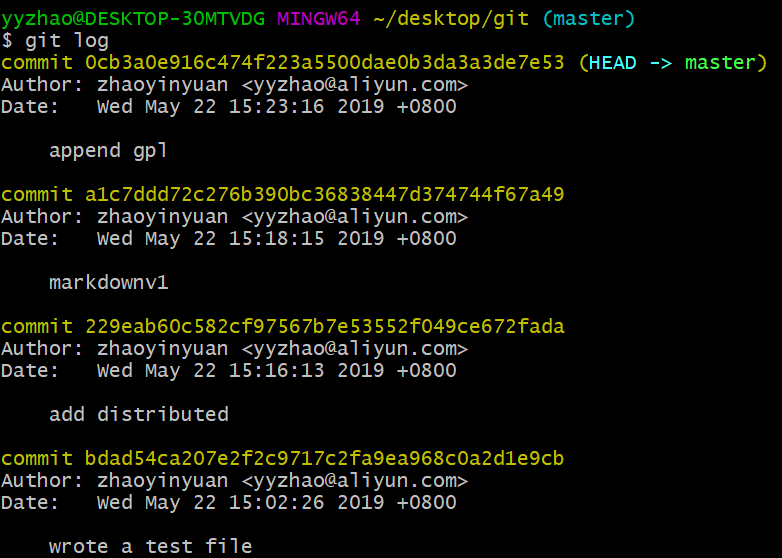 yyzhao@DESKTOP-3OMTVDG MINGW64 ~/desktop/git (master)
$ git log
commit 0cb3a0e916c474f223a5500dae0b3da3a3de7e53 (HEAD -> master)
Author: zhaoyinyuan <yyzhao@aliyun.com>
Date:   Wed May 22 15:23:16 2019 +0800
append gpl
commit a1c7ddd72c276b390bc36838447d374744f67a49
Author: zhaoyinyuan <yyzhao@aliyun.com>
Date:   Wed May 22 15:18:15 2019 +0800
markdownv1
commit 229eab60c582cf97567b7e53552f049ce672fada
Author: zhaoyinyuan <yyzhao@aliyun.com>
Date:   Wed May 22 15:16:13 2019 +0800
add distributed
commit bdad54ca207e2f2c9717c2fa9ea968c0a2d1e9cb
Author: zhaoyinyuan <yyzhao@aliyun.com>
Date:   Wed May 22 15:02:26 2019 +0800
wrote a test file